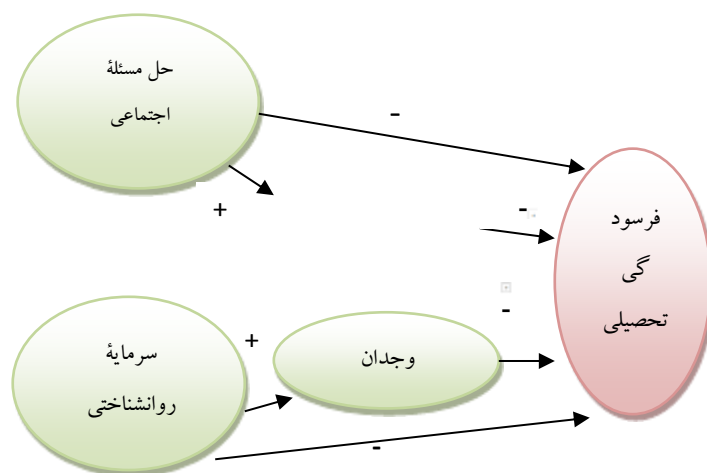 حل مسئلۀ
اجتماعی
-
+
-
فرسود
گی
تحصیلی
-
+
سرمایۀ
روانشناختی
وجدان
-